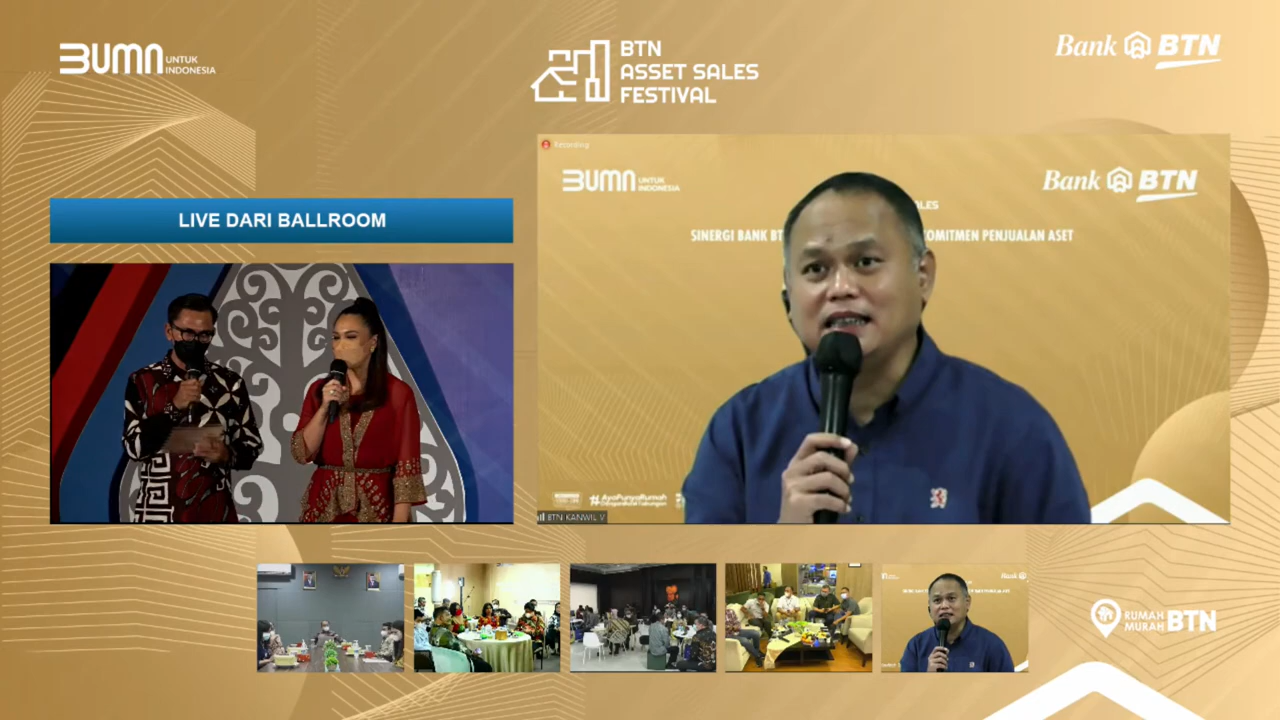 BUMN UNTUK
INDONESIA
BTN
ASSET SALES
FESTIVAL
Bank BTN
LIVE DARI BALLROOM
Recording
BUMN UNTUK
INDONESIA
Bank BTN
ALES
SINERGI BANK BT OMITMEN PENJUALAN ASET
#AyoPunyaRumah
BTN KANWIL V
RUMAH
MURAH BTN